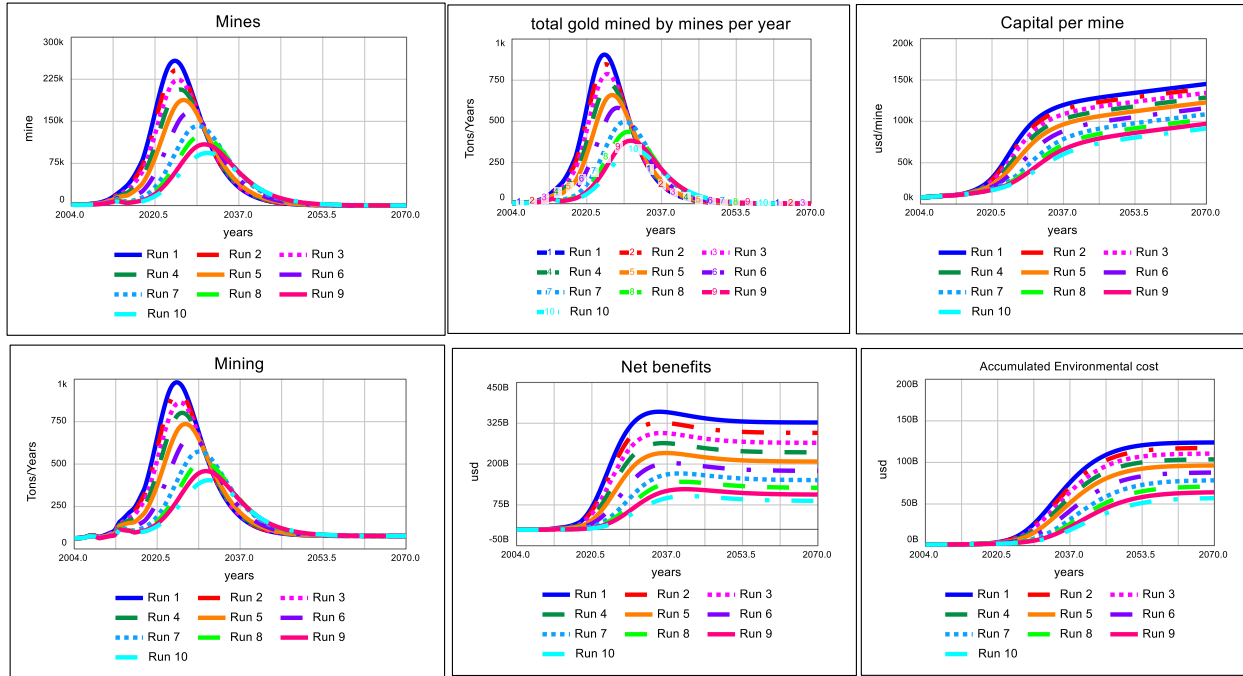 Mines
300k
225k
150k
75k
0
mine
2004.0 2020.5 2037.0 2053.5 2070.0
years
Run 1 Run 2 Run 3
Run 4 Run 5 Run 6
Run 7 Run 8 Run 9
Run 10
total gold mined by mines per year
1k
750
500
250
0
Tons/Years
2004.0 2020.5 2037.0 2053.5 2070.0
years
1 Run 1 2 Run 2 3 Run 3
4 Run 4 5 Run 5 6 Run 6
7 Run 7 8 Run 8 9 Run 9
10 Run 10
Capital per mine
200k
150k
100k
50k
0k
usd/mine
2004.0 2020.5 2037.0 2053.5 2070.0
years
Run 1 Run 2 Run 3
Run 4 Run 5 Run 6
Run 7 Run 8 Run 9
Run 10
Mining
1k
750
500
250
0
Tons/Years
2004.0 2020.5 2037.0 2053.5 2070.0
years
Run 1 Run 2 Run 3
Run 4 Run 5 Run 6
Run 7 Run 8 Run 9
Run 10
Net benefits
450B
325B
200B
75B
-50B
usd
2004.0 2020.5 2037.0 2053.5 2070.0
years
Run 1 Run 2 Run 3
Run 4 Run 5 Run 6
Run 7 Run 8 Run 9
Run 10
Accumulated Environmental cost
200B
150B
100B
50B
0B
usd
2004.0 2020.5 2037.0 2053.5 2070.0
years
Run 1 Run 2 Run 3
Run 4 Run 5 Run 6
Run 7 Run 8 Run 9
Run 10